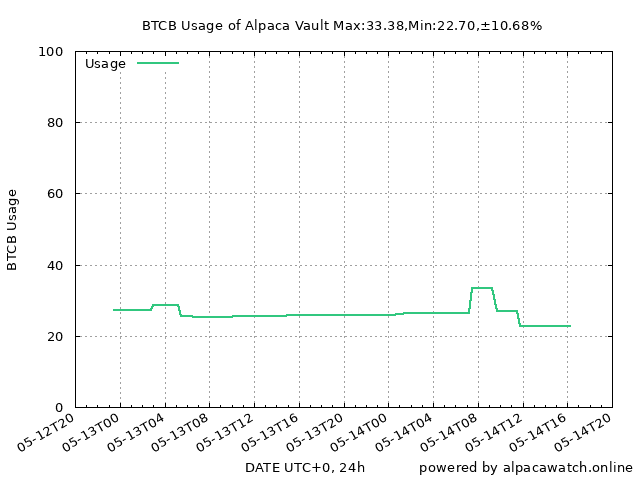 BTCB Usage of Alpaca Vault Max:33.38,Min:22.70,±10.68%
Usage
100
80
60
40
20
0
BTCB Usage
05-12T20
05-13T00
05-13T04
05-13T08
05-13T12
05-13T16
05-13T20
05-14T00
05-14T04
05-14T08
05-14T12
05-14T16
05-14T20
DATE UTC+0, 24h
powered by alpacawatch.online